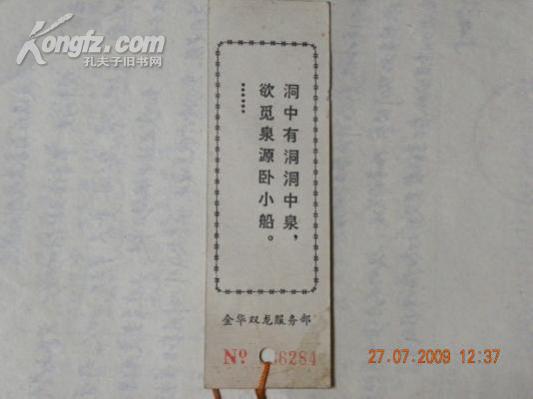 Kongfz.com
孔夫子旧书网
洞中有洞洞中泉，
欲觅泉源卧小船。
……
金华双龙服务部
No 6284
27.07.2009 12:37